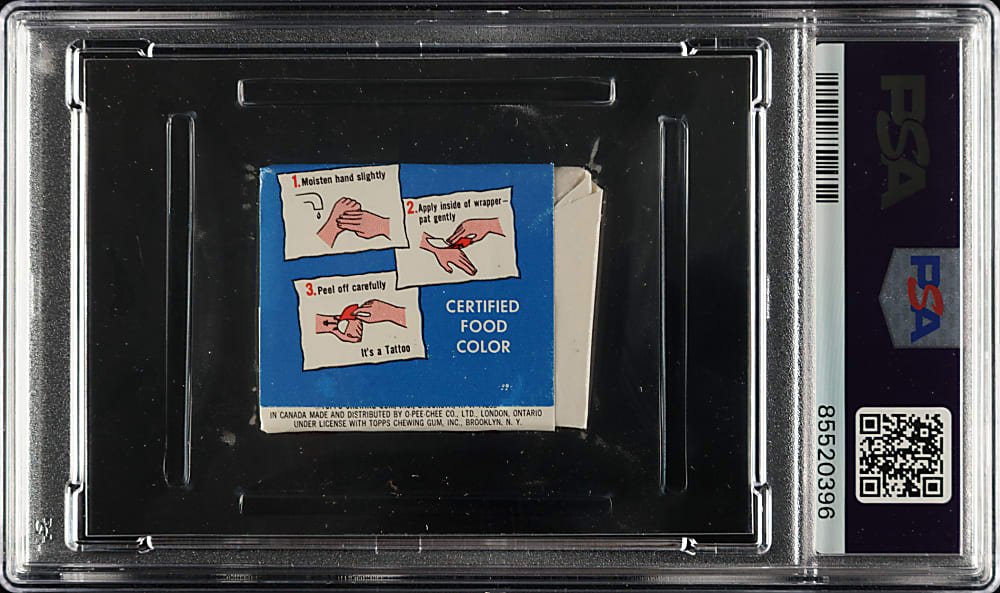 1. Moisten hand slightly
2. Apply inside of wrapper—
pat gently
3. Peel off carefully
It's a Tattoo
CERTIFIED
FOOD
COLOR
IN CANADA MADE AND DISTRIBUTED BY O-PEE-CHEE CO., LTD., LONDON, ONTARIO
UNDER LICENSE WITH TOPPS CHEWING GUM, INC., BROOKLYN, N. Y.
PSA
PSA
85520396